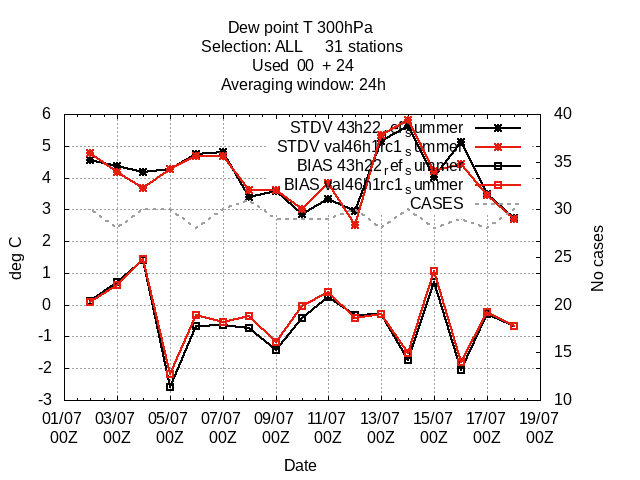 Dew point T 300hPa
Selection: ALL 31 stations
Used 00 + 24
Averaging window: 24h
6
5
4
3
2
1
0
-1
-2
-3
40
35
30
25
20
15
10
deg C
No cases
STDV 43h22_ref_summer
STDV val46h1rc1_summer
BIAS 43h22_ref_summer
BIAS val46h1rc1_summer
CASES
01/07 03/07 05/07 07/07 09/07 11/07 13/07 15/07 17/07 19/07
00Z 00Z 00Z 00Z 00Z 00Z 00Z 00Z 00Z 00Z
Date